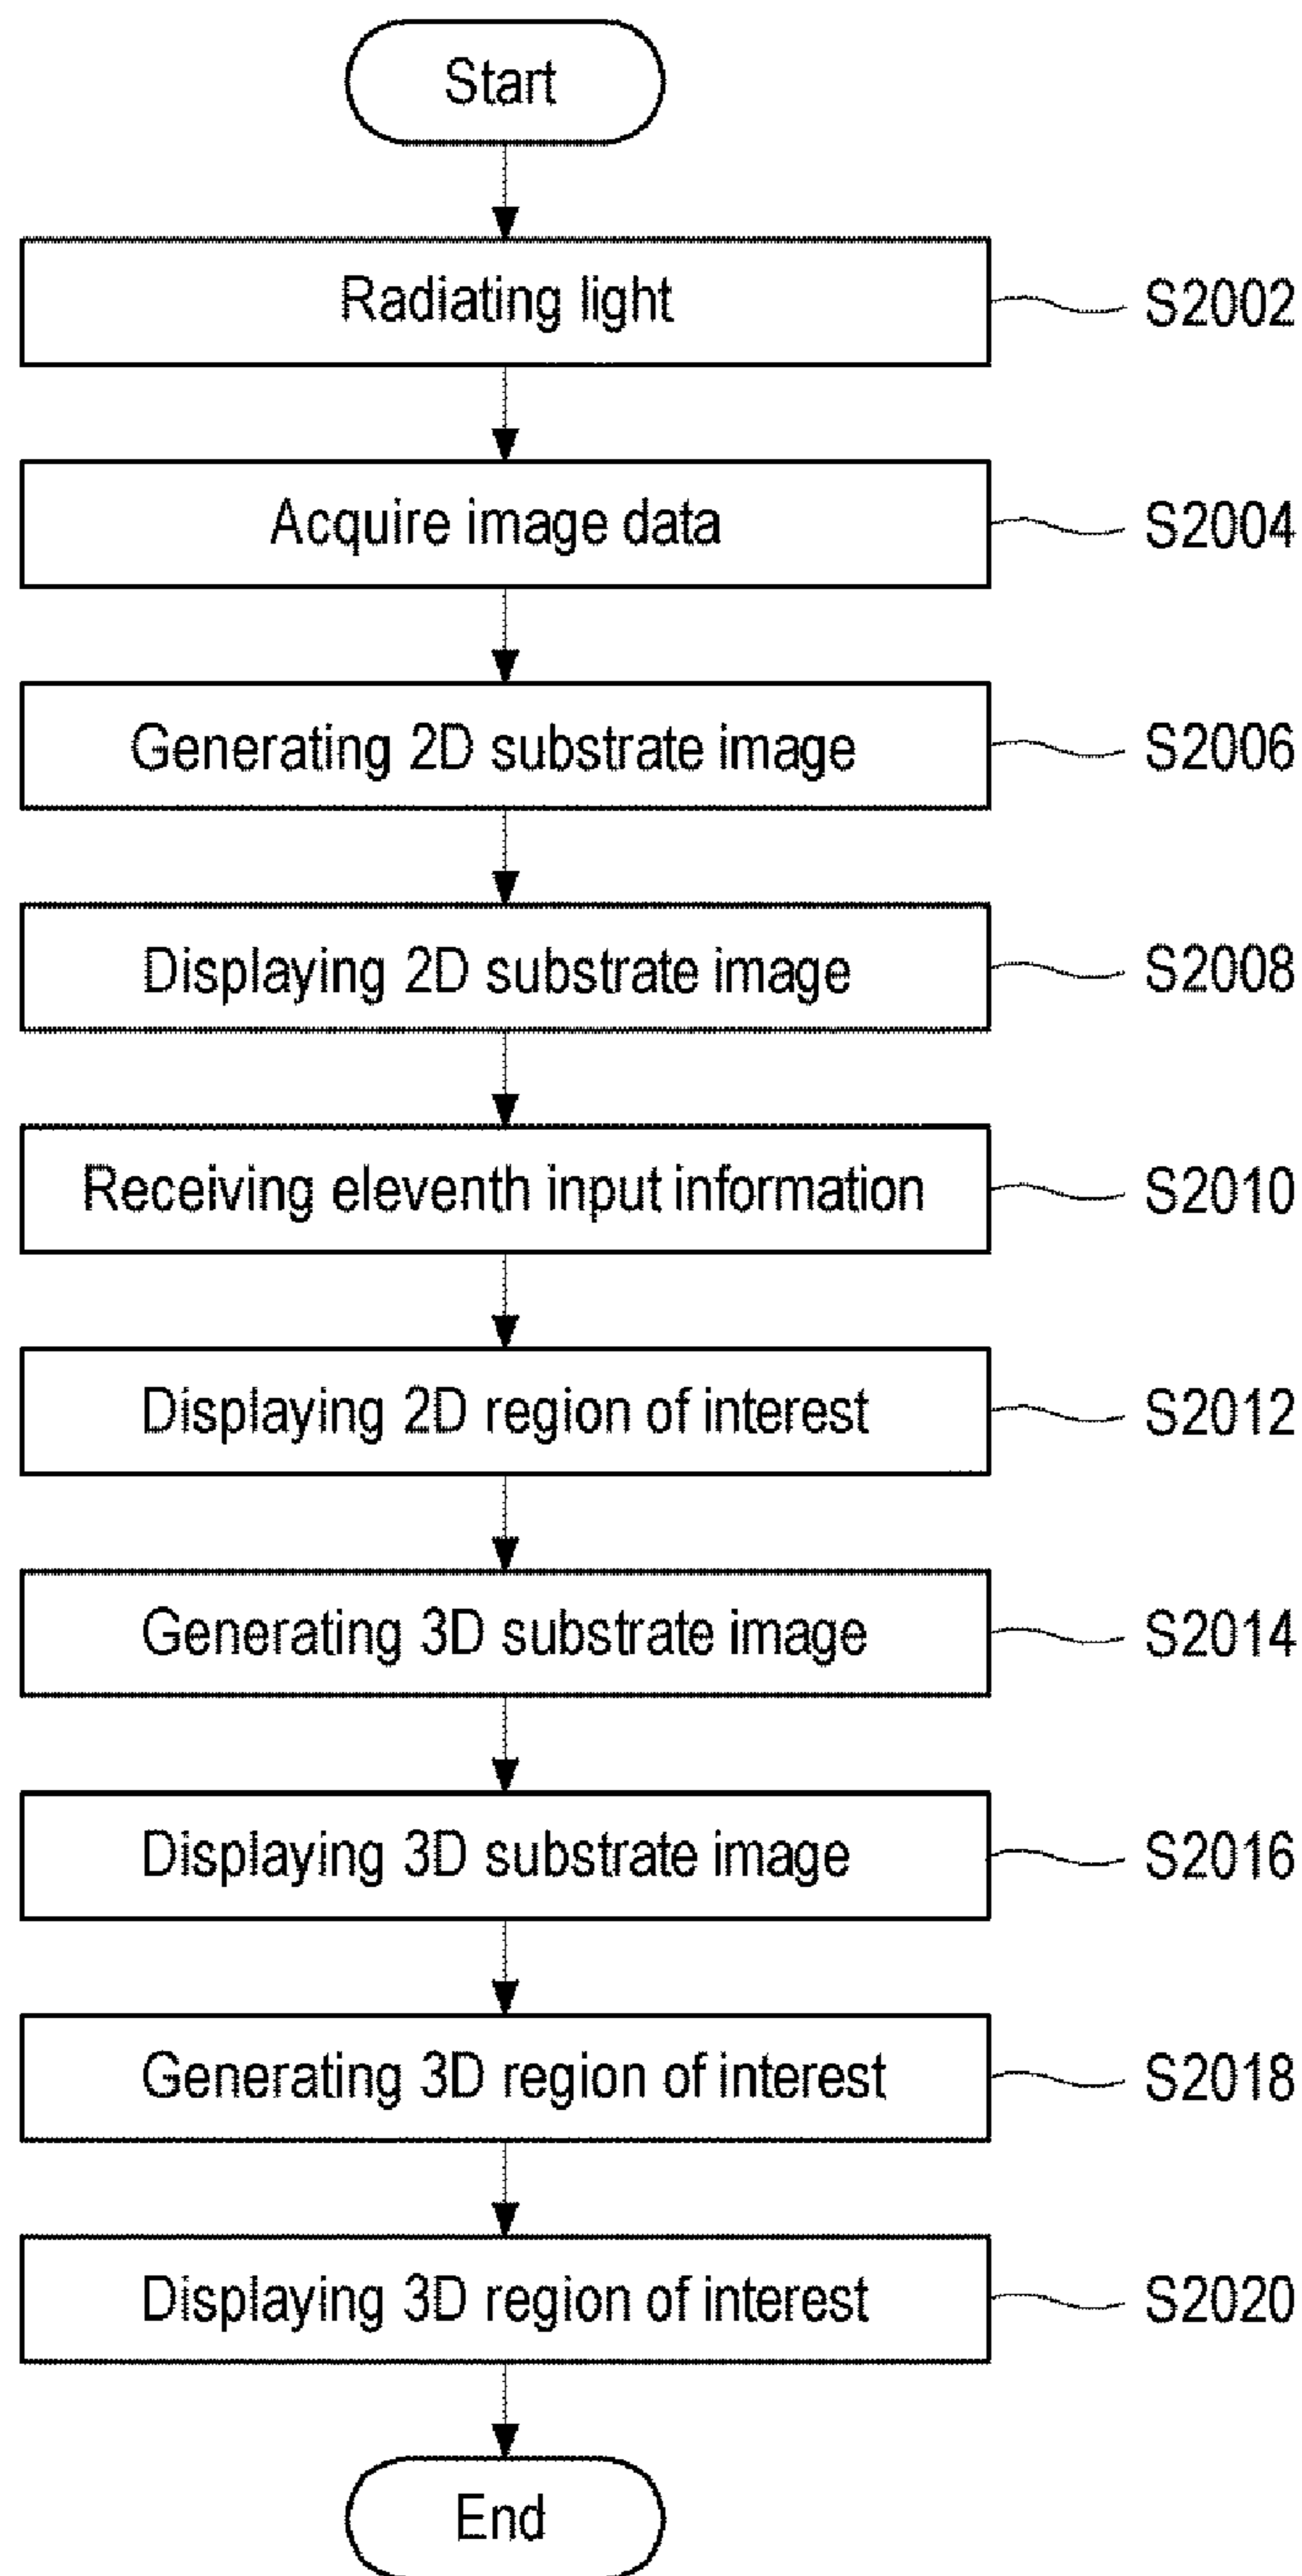 Start
Radiating light
S2002
Acquire image data
S2004
Generating 2D substrate image
S2006
Displaying 2D substrate image
S2008
Receiving eleventh input information
S2010
Displaying 2D region of interest
S2012
Generating 3D substrate image
S2014
Displaying 3D substrate image
S2016
Generating 3D region of interest
S2018
Displaying 3D region of interest
S2020
End